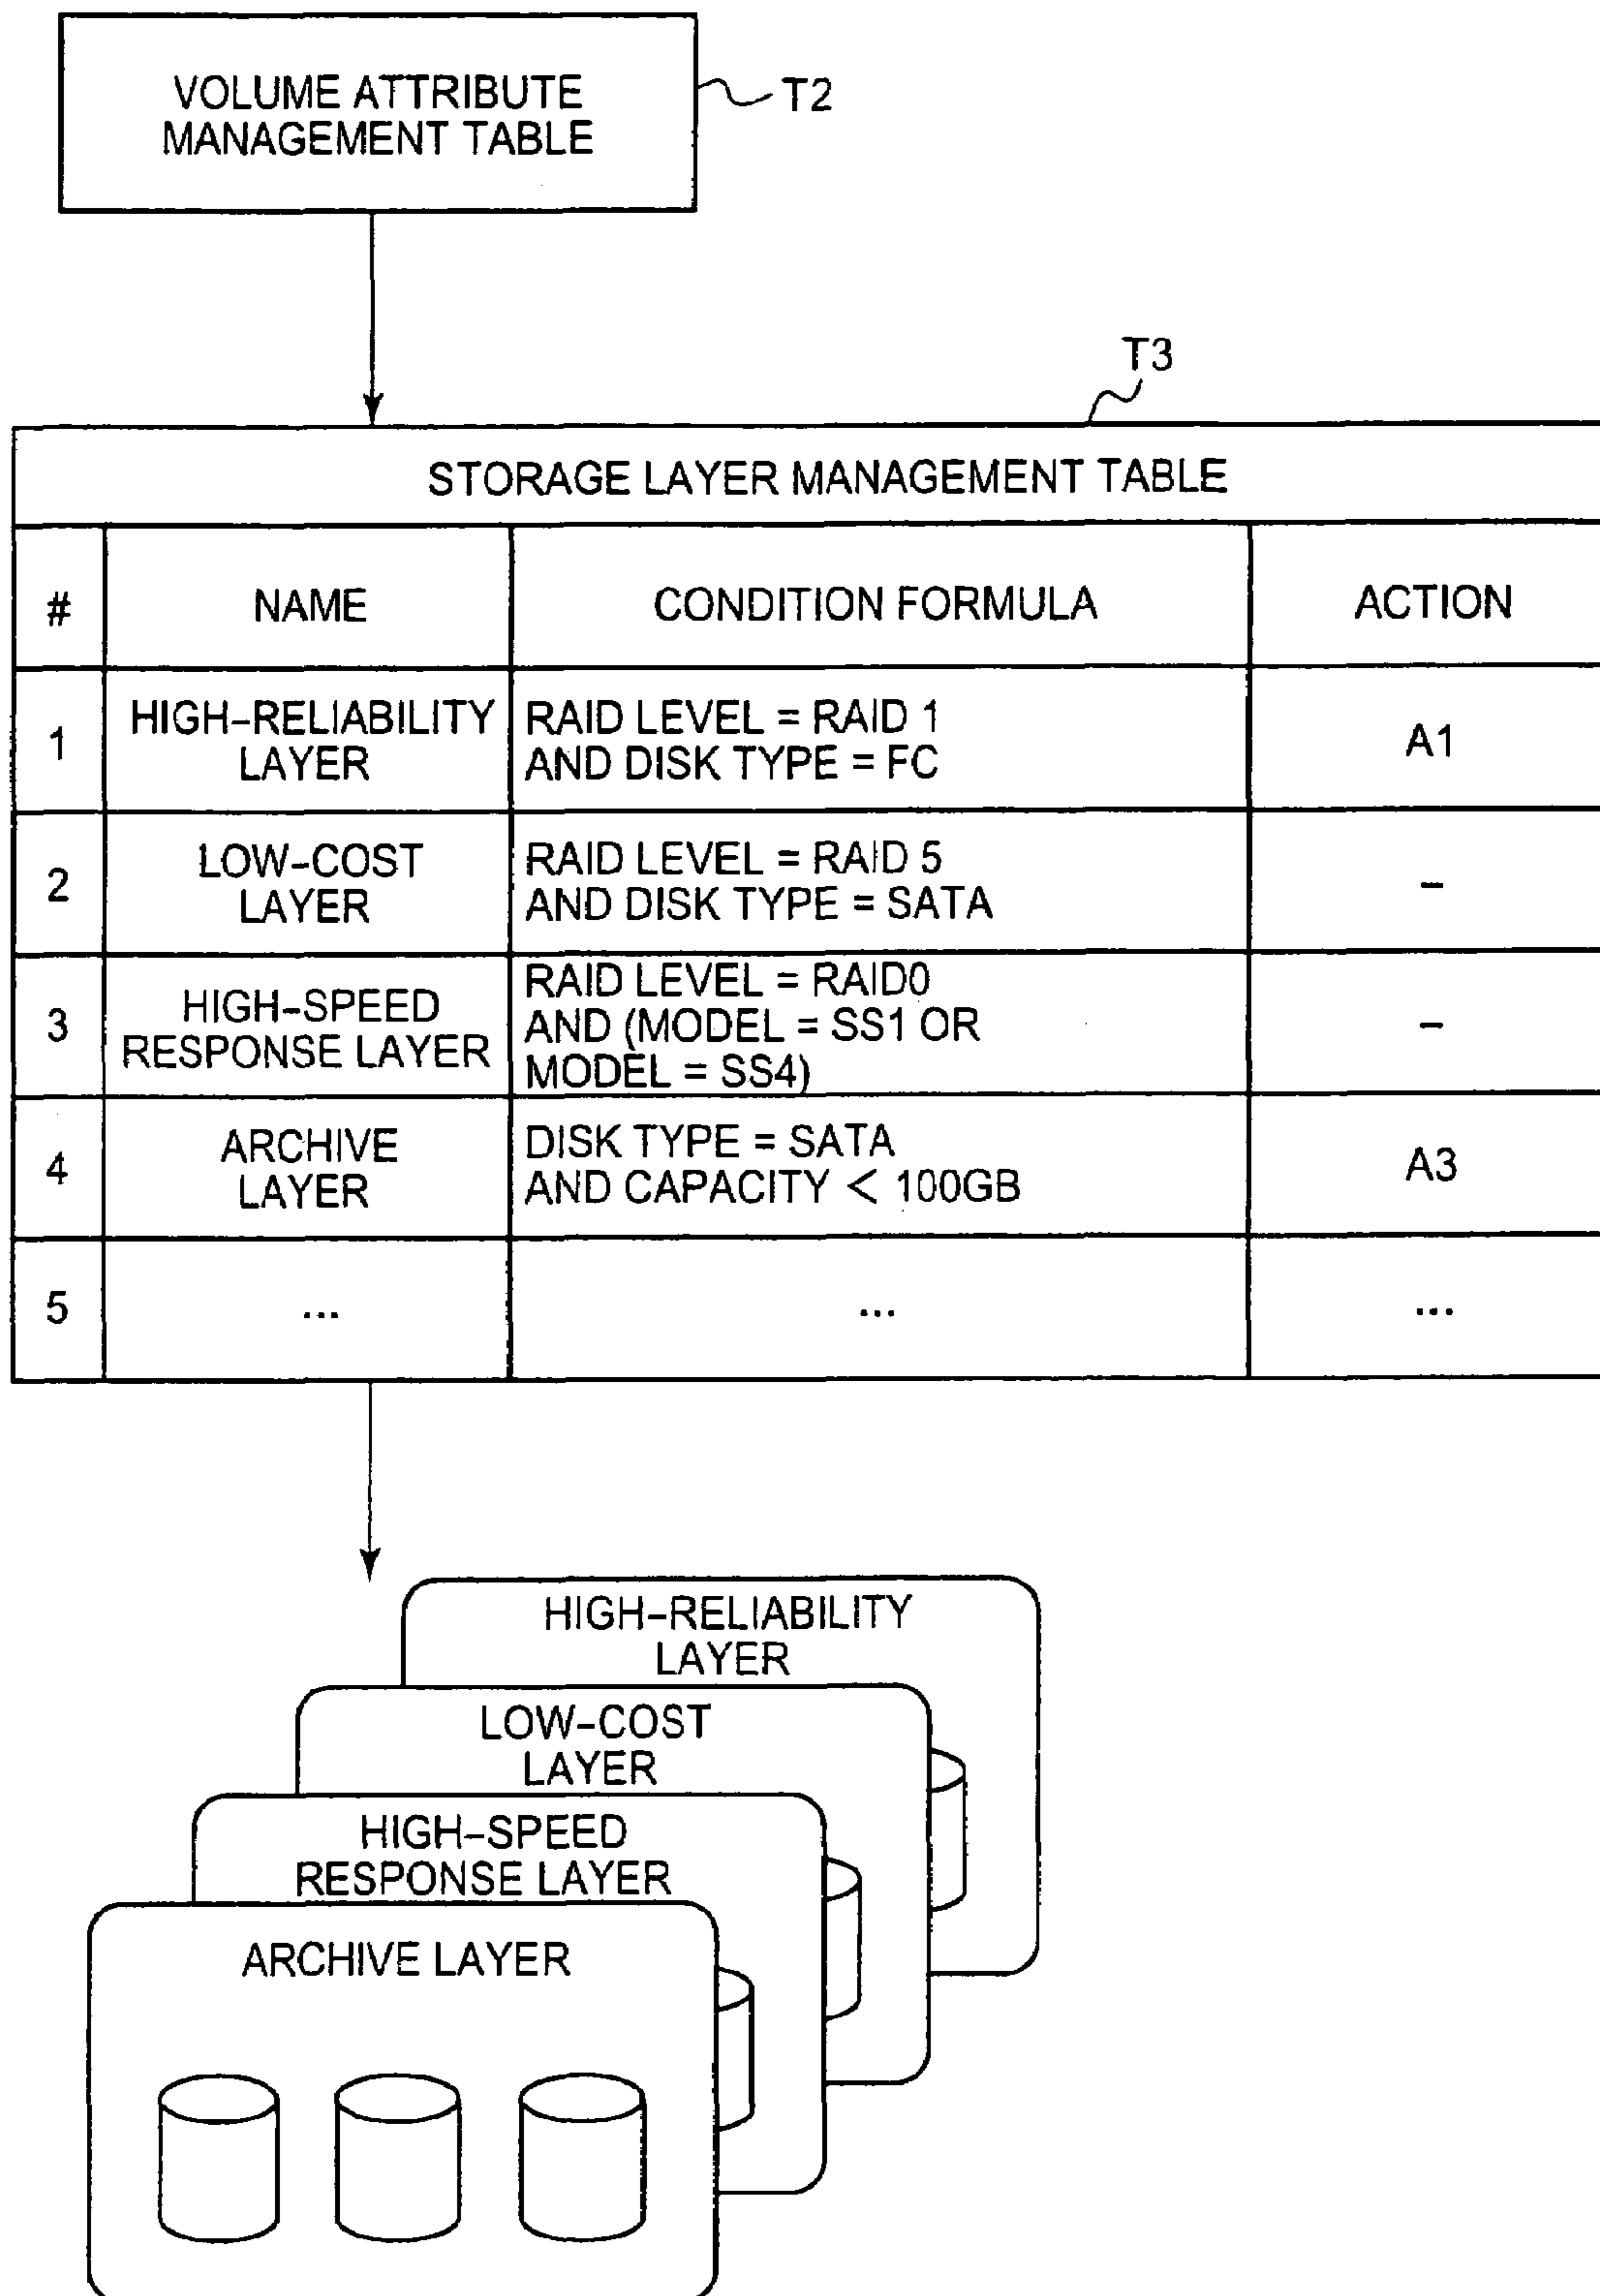 VOLUME ATTRIBUTE
MANAGEMENT TABLE
T2
T3
STORAGE LAYER MANAGEMENT TABLE
#
NAME
CONDITION FORMULA
ACTION
1
HIGH-RELIABILITY
LAYER
RAID LEVEL = RAID 1
AND DISK TYPE = FC
A1
2
LOW-COST
LAYER
RAID LEVEL = RAID 5
AND DISK TYPE = SATA
–
3
HIGH-SPEED
RESPONSE LAYER
RAID LEVEL = RAID0
AND (MODEL = SS1 OR
MODEL = SS4)
–
4
ARCHIVE
LAYER
DISK TYPE = SATA
AND CAPACITY < 100GB
A3
5
...
...
...
HIGH-RELIABILITY
LAYER
LOW-COST
LAYER
HIGH-SPEED
RESPONSE LAYER
ARCHIVE LAYER